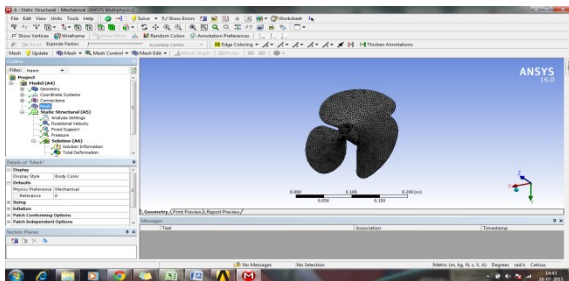 A : Static Structural - Mechanical [ANSYS Multiphysics]
File Edit View Units Tools Help
Solve
?/ Show Errors
Worksheet
Show Vertices
Wireframe
Random Colors
Annotation Preferences
Explode Factor:
Assembly Center
Edge Coloring
Thicken Annotations
Mesh Update Mesh Mesh Control Mesh Edit
Outline
Filter: Name
Project
Model (A4)
Geometry
Coordinate Systems
Connections
Mesh
Static Structural (A5)
Analysis Settings
Rotational Velocity
Fixed Support
Pressure
Solution (A6)
Solution Information
Total Deformation
Details of "Mesh"
Display
Display Style Body Color
Defaults
Physics Preference Mechanical
Relevance 0
Sizing
Inflation
Patch Conforming Options
Patch Independent Options
Section Planes
ANSYS
16.0
0.000 0.100 0.200 (m)
0.050 0.150
Geometry Print Preview Report Preview
Messages
Text Association Timestamp
No Messages No Selection Metric (m, kg, N, s, V, A) Degrees rad/s Celsius
14:43